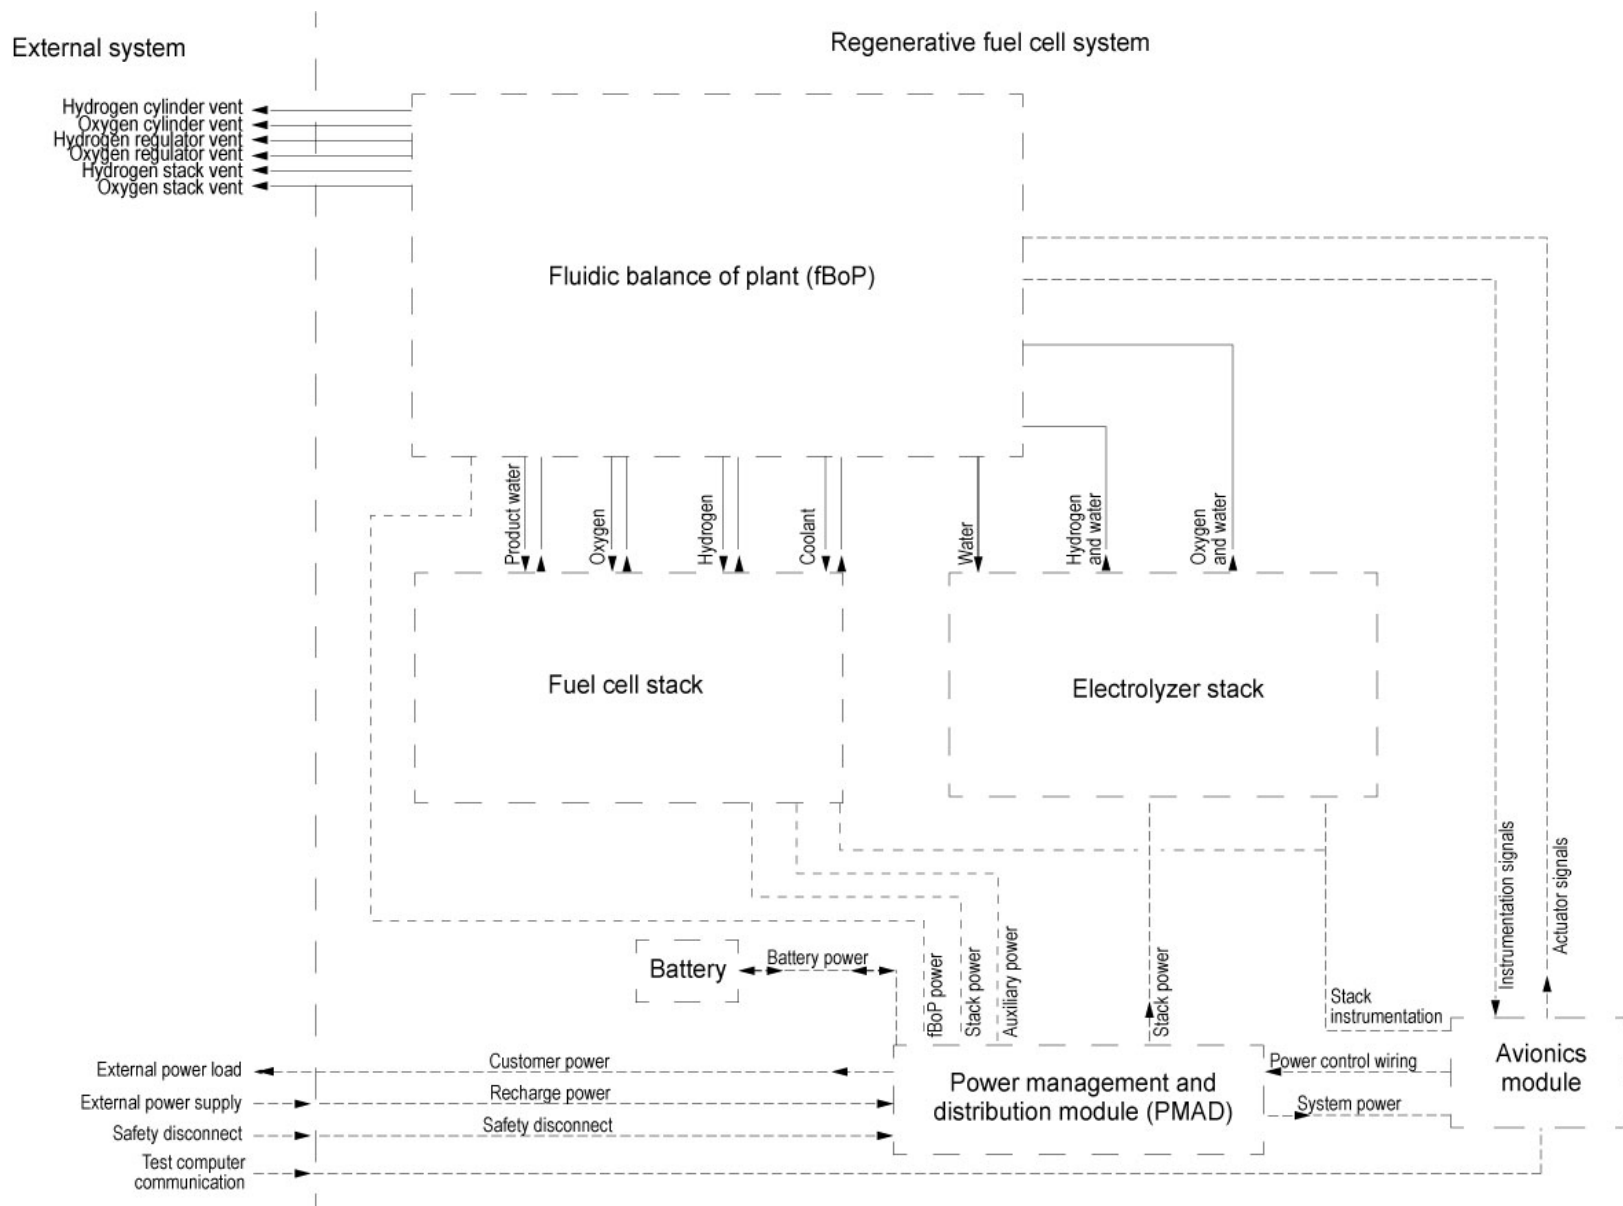 External system
Regenerative fuel cell system
Hydrogen cylinder vent
Oxygen cylinder vent
Hydrogen regulator vent
Oxygen regulator vent
Hydrogen stack vent
Oxygen stack vent
Fluidic balance of plant (fBoP)
Product water
Oxygen
Hydrogen
Coolant
Water
Hydrogen
and water
Oxygen
and water
Fuel cell stack
Electrolyzer stack
Instrumentation signals
Actuator signals
Battery
Battery power
fBoP power
Stack power
Auxiliary power
Stack power
Stack
instrumentation
External power load
Customer power
Power management and
distribution module (PMAD)
Power control wiring
Avionics
module
External power supply
Recharge power
System power
Safety disconnect
Safety disconnect
Test computer
communication